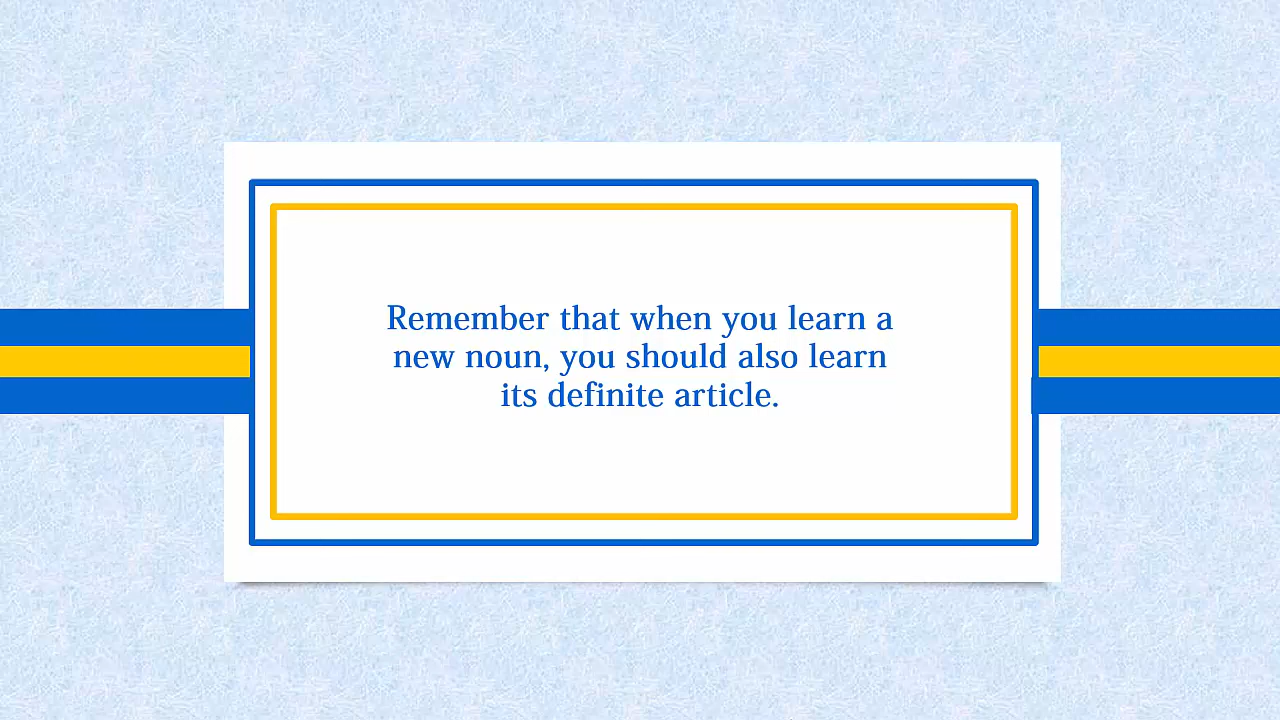 Remember that when you learn a
new noun, you should also learn
its definite article.